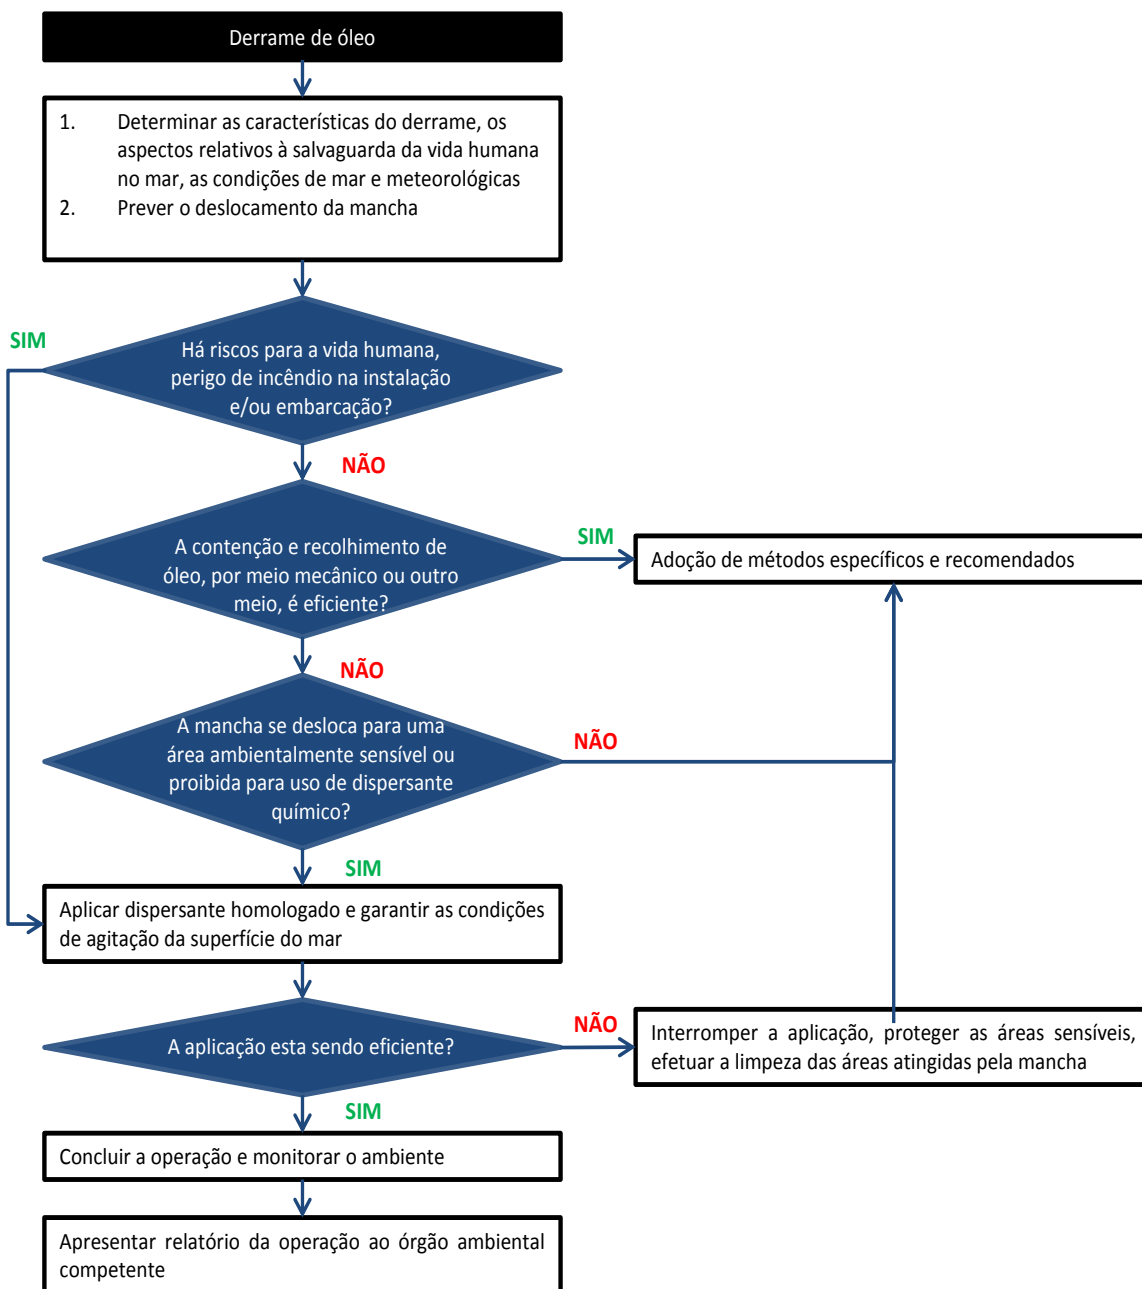 Derrame de óleo
1. Determinar as características do derrame, os
aspectos relativos à salvaguarda da vida humana
no mar, as condições de mar e meteorológicas
2. Prever o deslocamento da mancha
SIM
Há riscos para a vida humana,
perigo de incêndio na instalação
e/ou embarcação?
NÃO
A contenção e recolhimento de
óleo, por meio mecânico ou outro
meio, é eficiente?
SIM
Adoção de métodos específicos e recomendados
NÃO
A mancha se desloca para uma
área ambientalmente sensível ou
proibida para uso de dispersante
químico?
NÃO
SIM
Aplicar dispersante homologado e garantir as condições
de agitação da superfície do mar
A aplicação esta sendo eficiente?
NÃO
Interromper a aplicação, proteger as áreas sensíveis,
efetuar a limpeza das áreas atingidas pela mancha
SIM
Concluir a operação e monitorar o ambiente
Apresentar relatório da operação ao órgão ambiental
competente